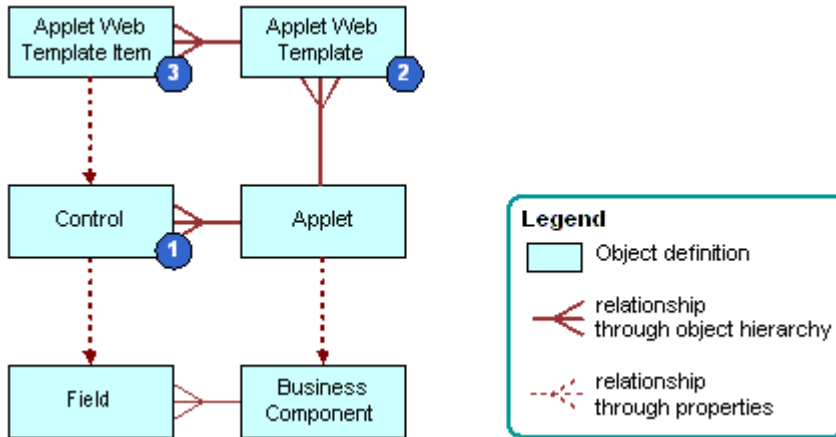 Applet Web
Template Item
3
Applet Web
Template
2
Control
1
Applet
Field
Business
Component
Legend
Object definition
relationship
through object hierarchy
relationship
through properties